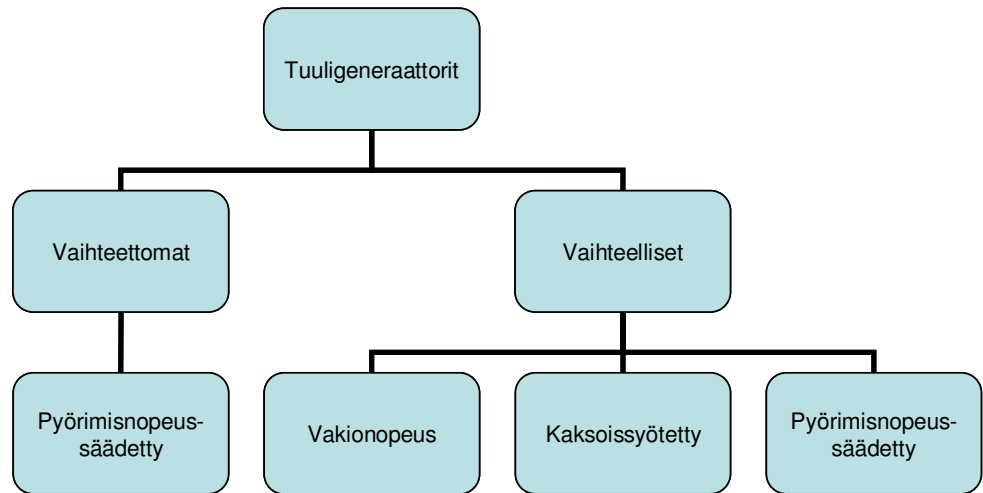 Tuuligeneraattorit
Vaihteettomat
Vaihteelliset
Pyörimisnopeus-
säädetty
Vakionopeus
Kaksoissyötetty
Pyörimisnopeus-
säädetty